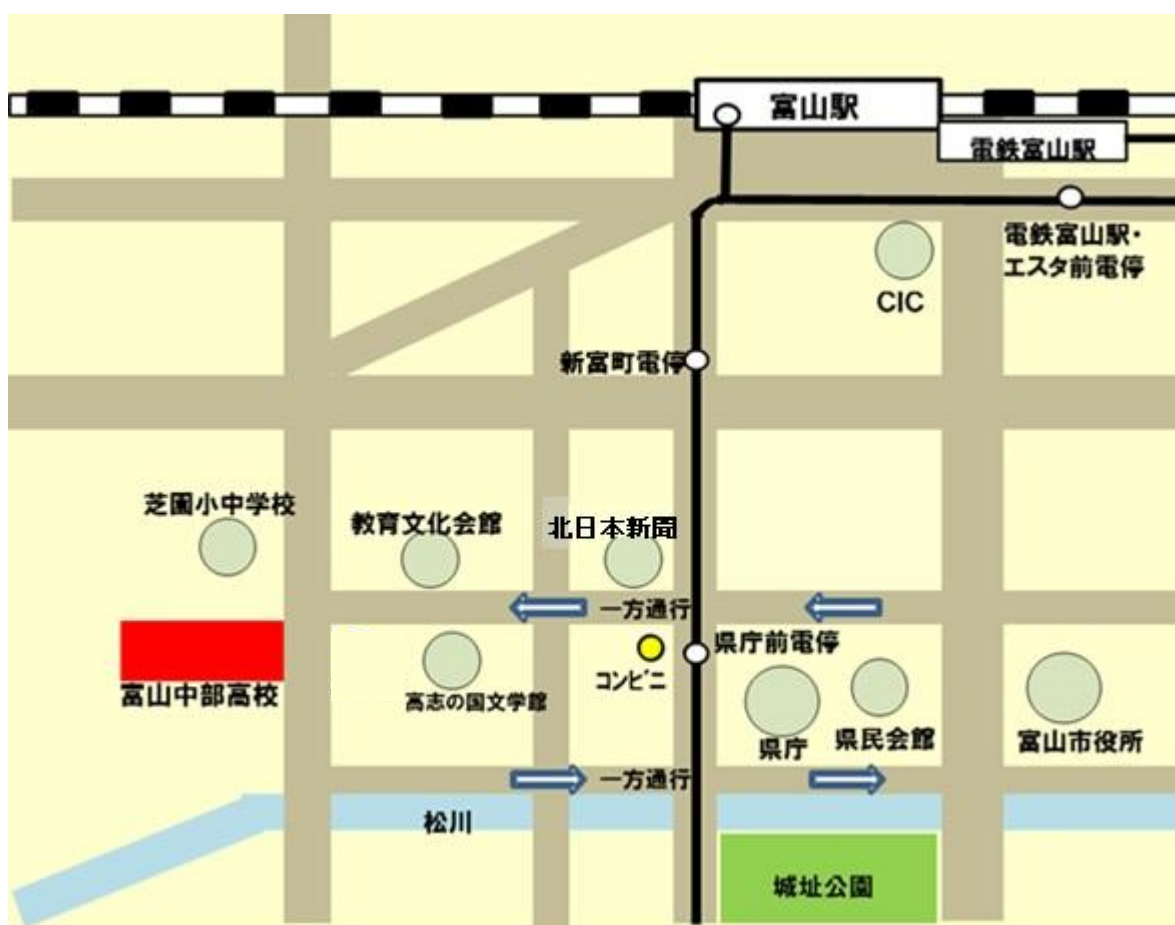 富山駅
電鉄富山駅
電鉄富山駅・
エスタ前電停
CIC
新富町電停
芝園小中学校
教育文化会館
北日本新聞
一方通行
県庁前電停
コンビニ
富山中部高校
高志の国文学館
県庁
県民会館
富山市役所
一方通行
松川
城址公園